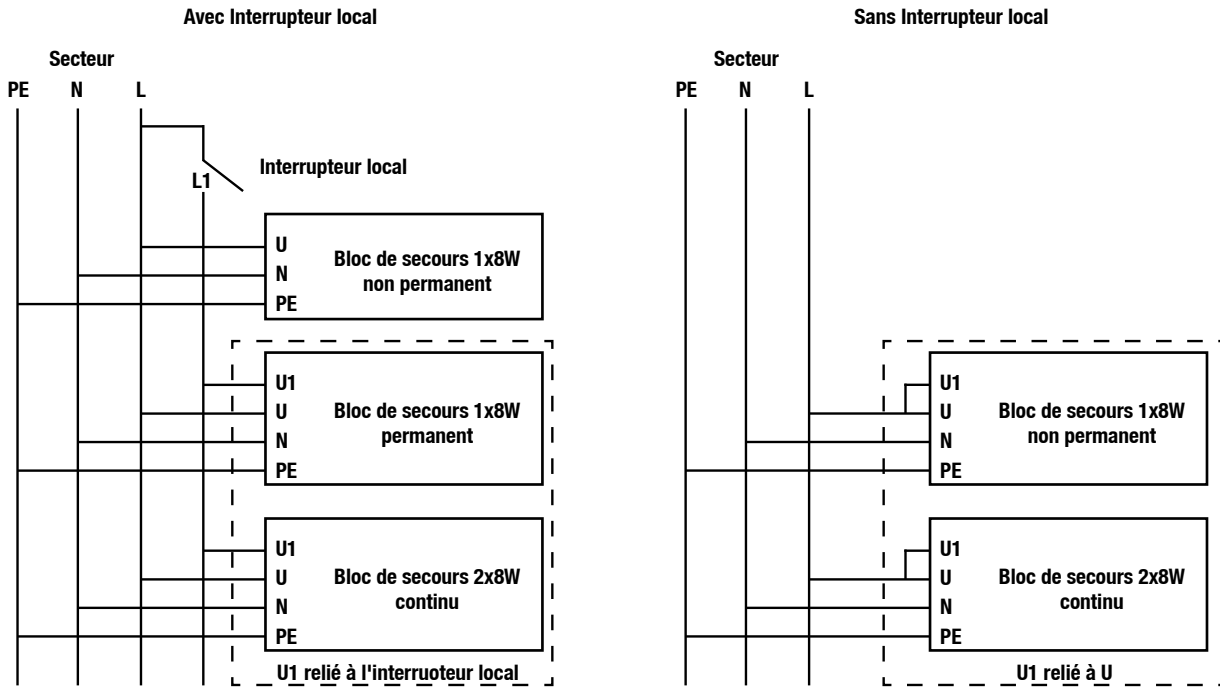 Avec Interrupteur local
Secteur
PE N L
L1
Interrupteur local
U
N
PE
Bloc de secours 1x8W
non permanent
U1
U
N
PE
Bloc de secours 1x8W
permanent
U1
U
N
PE
Bloc de secours 2x8W
continu
U1 relié à l'interruoteur local
Sans Interrupteur local
Secteur
PE N L
U1
U
N
PE
Bloc de secours 1x8W
non permanent
U1
U
N
PE
Bloc de secours 2x8W
continu
U1 relié à U